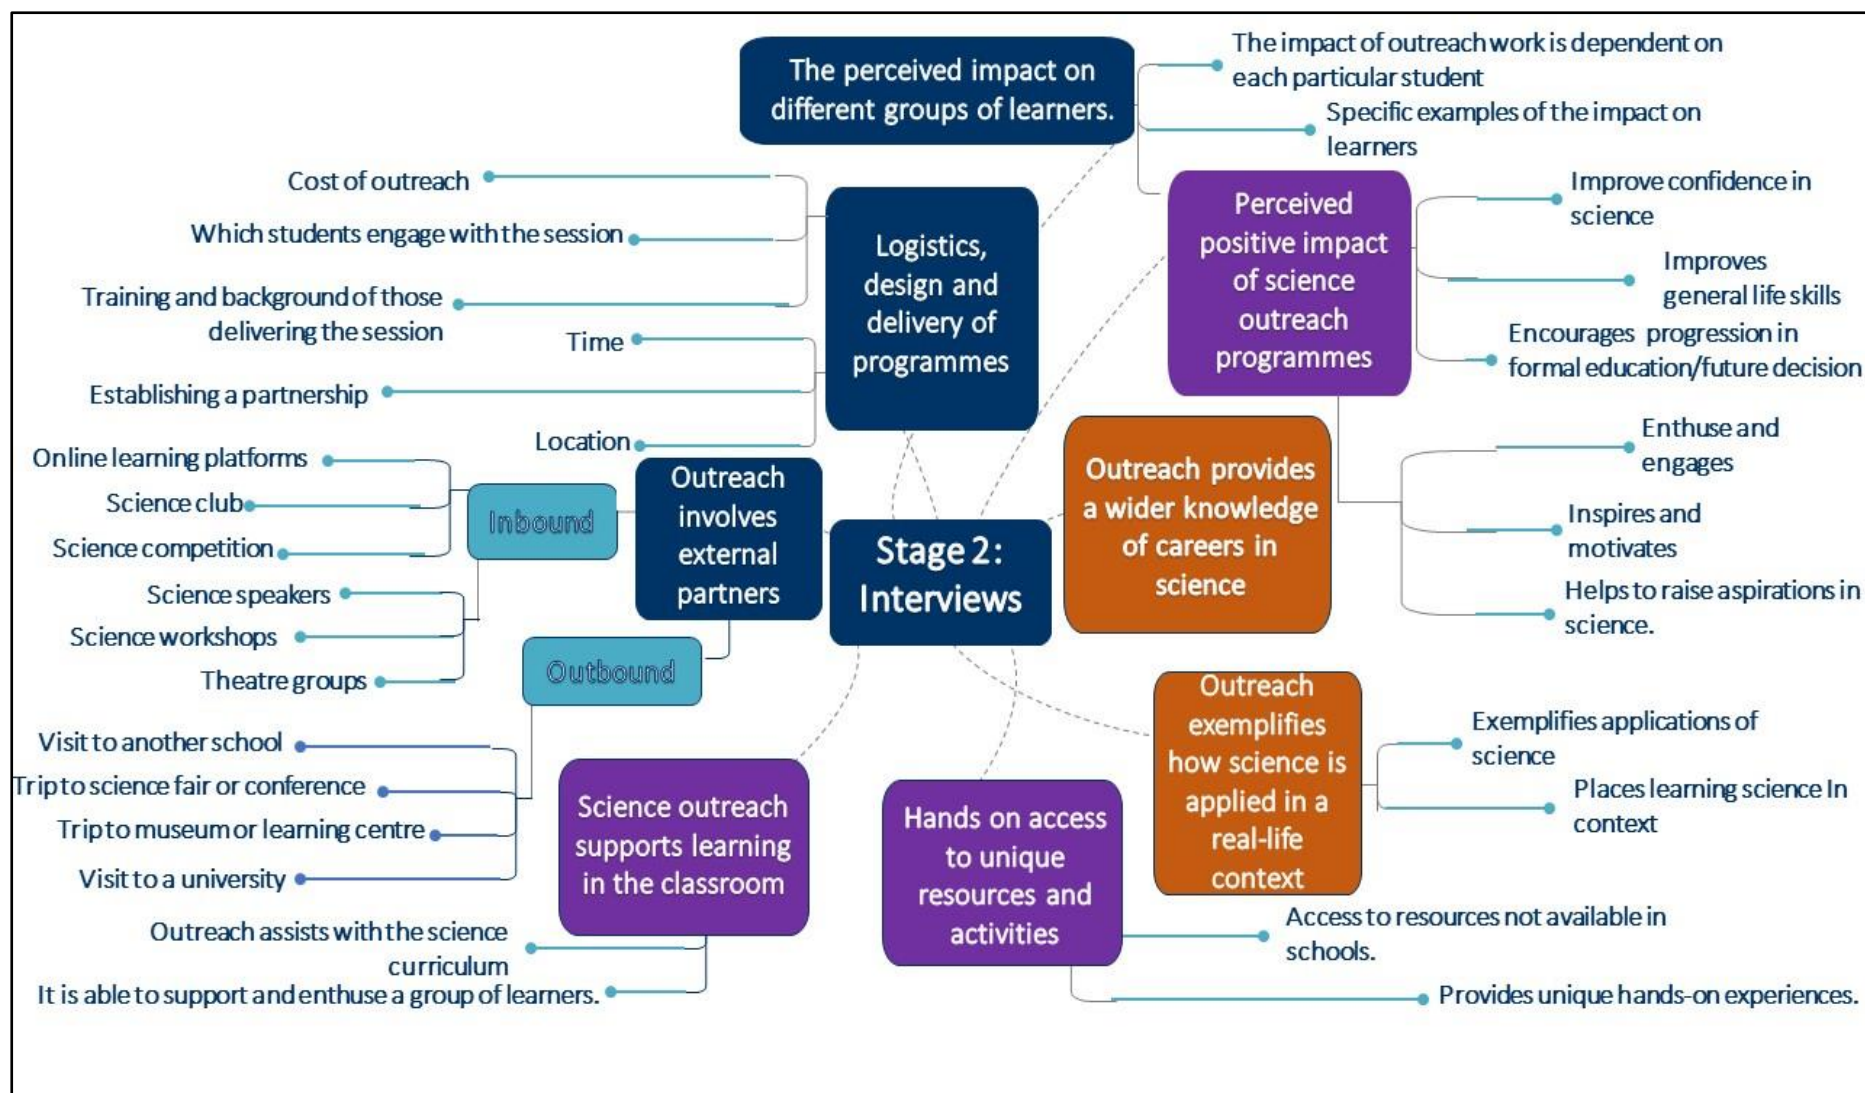 The perceived impact on
different groups of learners.
The impact of outreach work is dependent on
each particular student
Specific examples of the impact on
learners
Cost of outreach
Which students engage with the session
Training and background of those
delivering the session
Time
Establishing a partnership
Location
Logistics,
design and
delivery of
programmes
Perceived
positive impact
of science
outreach
programmes
Improve confidence in
science
Improves
general life skills
Encourages progression in
formal education/future decision
Enthuse and
engages
Inspires and
motivates
Helps to raise aspirations in
science.
Online learning platforms
Science club
Science competition
Science speakers
Science workshops
Theatre groups
Inbound
Outreach
involves
external
partners
Outbound
Stage 2:
Interviews
Outreach provides
a wider knowledge
of careers in
science
Visit to another school
Trip to science fair or conference
Trip to museum or learning centre
Visit to a university
Science outreach
supports learning
in the classroom
Outreach assists with the science
curriculum
It is able to support and enthuse a group of learners.
Hands on access
to unique
resources and
activities
Outreach
exemplifies
how science is
applied in a
real-life
context
Exemplifies applications of
science
Places learning science In
context
Access to resources not available in
schools.
Provides unique hands-on experiences.